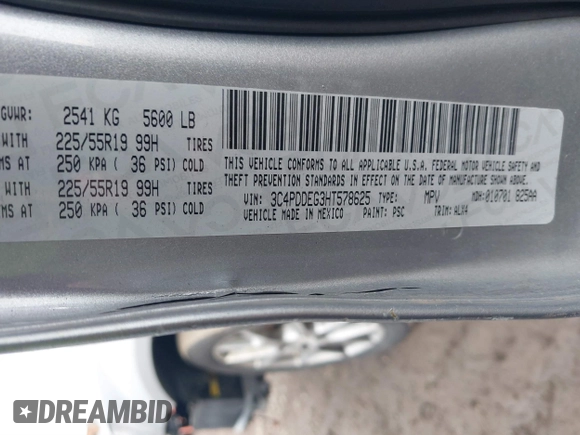 GVWR: 2541 KG 5600 LB
WITH 225/55R19 99H TIRES
MS AT 250 KPA ( 36 PSI) COLD
WITH 225/55R19 99H TIRES
MS AT 250 KPA ( 36 PSI) COLD
THIS VEHICLE CONFORMS TO ALL APPLICABLE U.S.A. FEDERAL MOTOR VEHICLE SAFETY AND
THEFT PREVENTION STANDARDS IN EFFECT ON THE DATE OF MANUFACTURE SHOWN ABOVE.
VIN: 3C4PDDEG3HT578625 TYPE: MPV MDH: 010701 825AA
VEHICLE MADE IN MEXICO PAINT: PSC TRIM: ALX4
DREAMBID